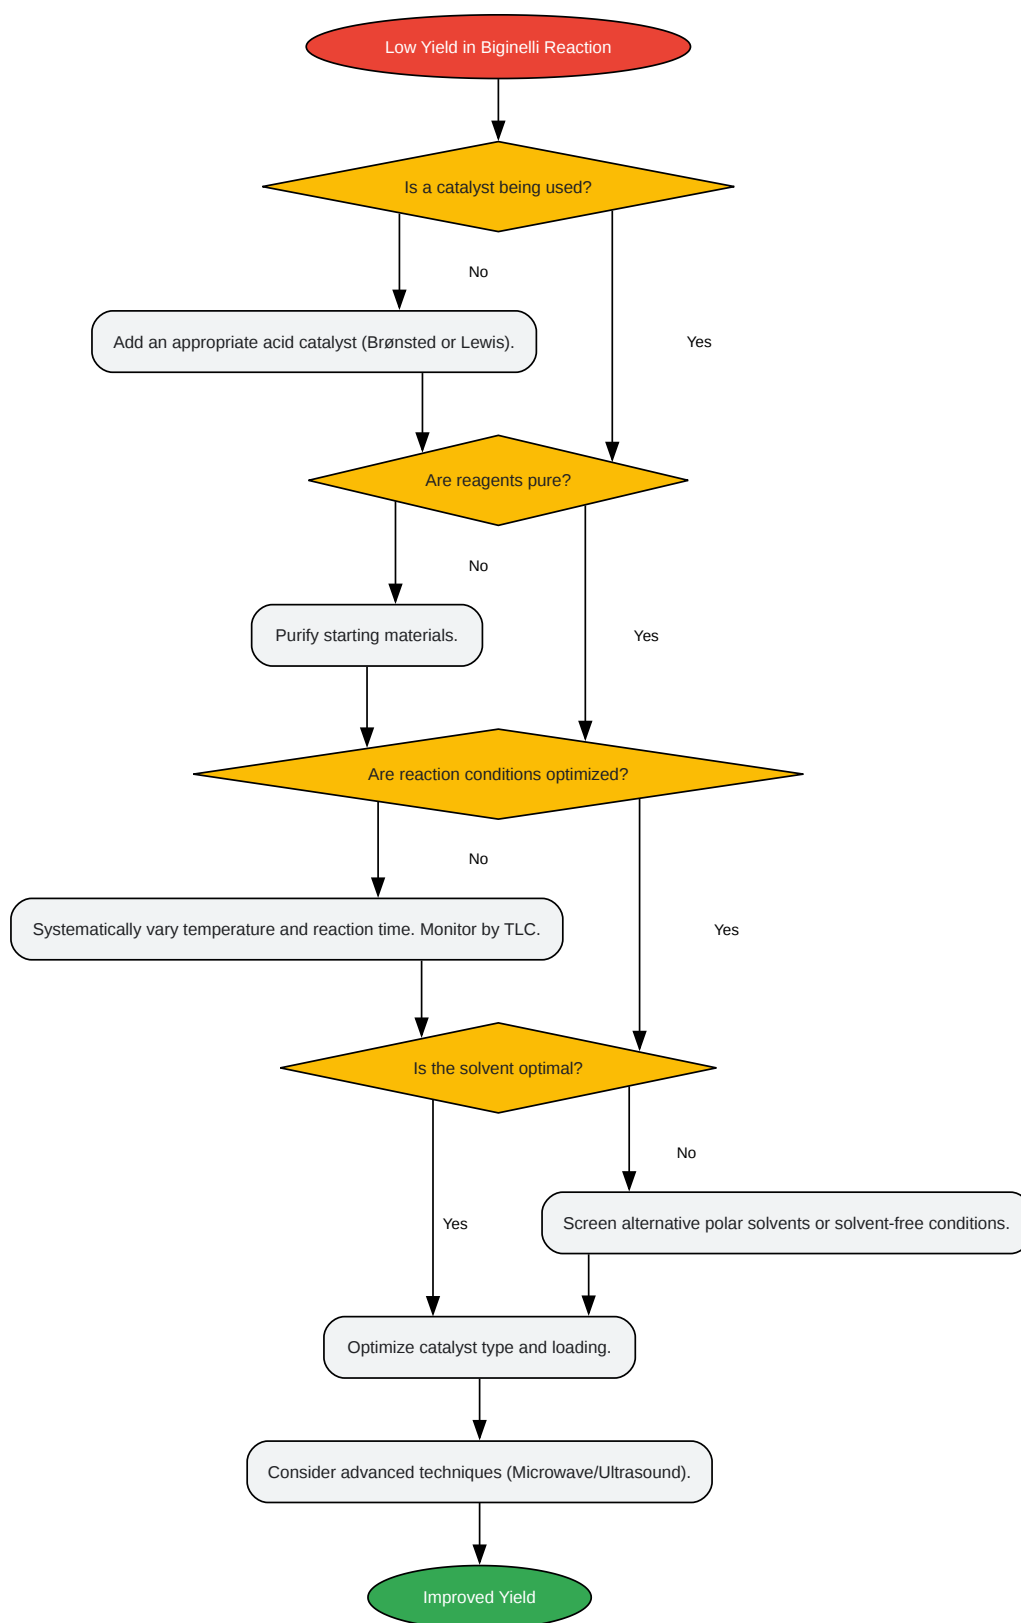 Low Yield in Biginelli Reaction
Is a catalyst being used?
No
Add an appropriate acid catalyst (Brønsted or Lewis).
Yes
Are reagents pure?
No
Purify starting materials.
Yes
Are reaction conditions optimized?
No
Systematically vary temperature and reaction time. Monitor by TLC.
Yes
Is the solvent optimal?
No
Screen alternative polar solvents or solvent-free conditions.
Yes
Optimize catalyst type and loading.
Consider advanced techniques (Microwave/Ultrasound).
Improved Yield